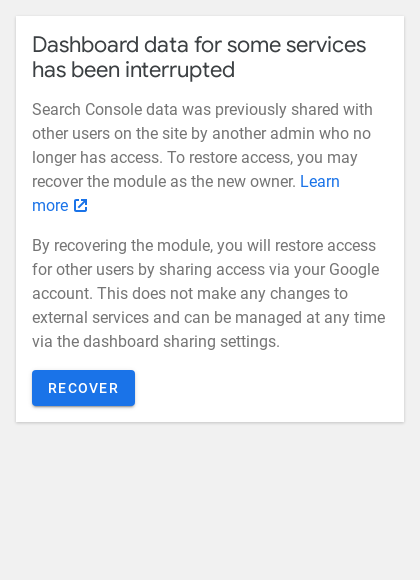 Dashboard data for some services
has been interrupted
Search Console data was previously shared with
other users on the site by another admin who no
longer has access. To restore access, you may
recover the module as the new owner. Learn
more
By recovering the module, you will restore access
for other users by sharing access via your Google
account. This does not make any changes to
external services and can be managed at any time
via the dashboard sharing settings.
RECOVER